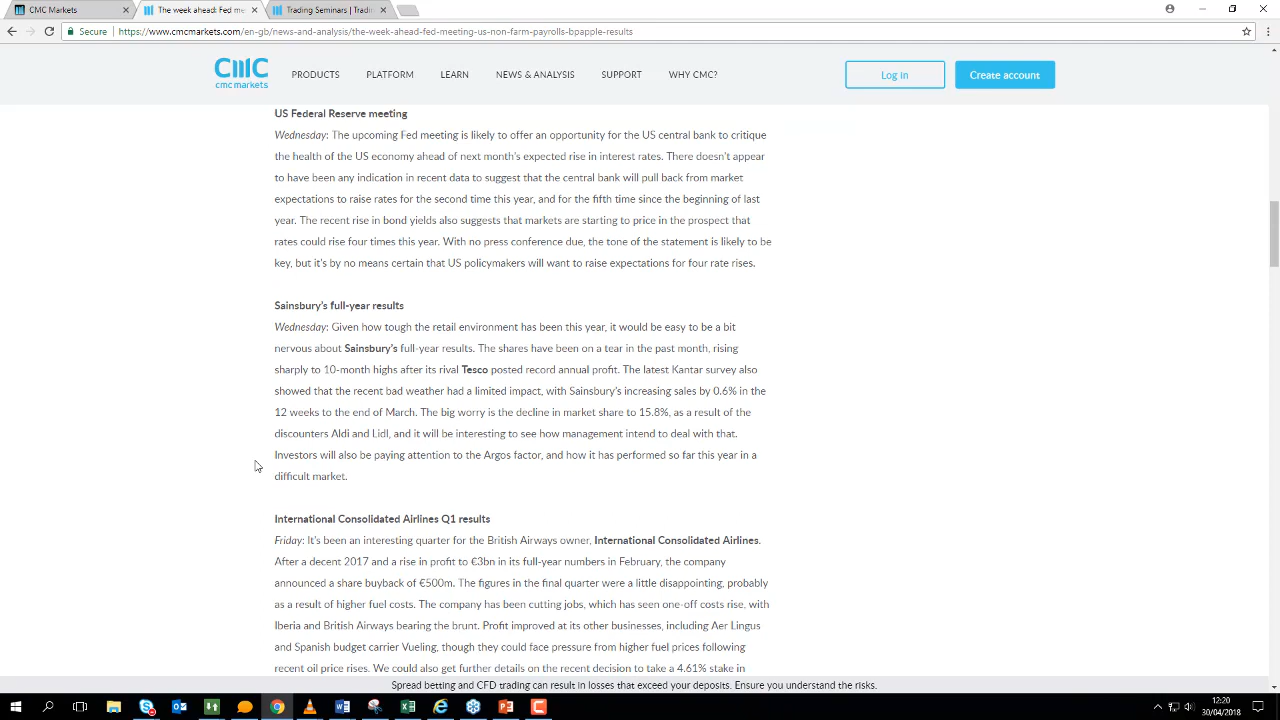 CMC Markets
The week ahead: Fed me
Trading Seminars | Tradi
Secure
https://www.cmcmarkets.com/en-gb/news-and-analysis/the-week-ahead-fed-meeting-us-non-farm-payrolls-bpapple-results
cmc markets
PRODUCTS PLATFORM LEARN NEWS & ANALYSIS SUPPORT WHY CMC?
Log in
Create account
US Federal Reserve meeting
Wednesday: The upcoming Fed meeting is likely to offer an opportunity for the US central bank to critique
the health of the US economy ahead of next month's expected rise in interest rates. There doesn't appear
to have been any indication in recent data to suggest that the central bank will pull back from market
expectations to raise rates for the second time this year, and for the fifth time since the beginning of last
year. The recent rise in bond yields also suggests that markets are starting to price in the prospect that
rates could rise four times this year. With no press conference due, the tone of the statement is likely to be
key, but it's by no means certain that US policymakers will want to raise expectations for four rate rises.
Sainsbury's full-year results
Wednesday: Given how tough the retail environment has been this year, it would be easy to be a bit
nervous about Sainsbury's full-year results. The shares have been on a tear in the past month, rising
sharply to 10-month highs after its rival Tesco posted record annual profit. The latest Kantar survey also
showed that the recent bad weather had a limited impact, with Sainsbury's increasing sales by 0.6% in the
12 weeks to the end of March. The big worry is the decline in market share to 15.8%, as a result of the
discounters Aldi and Lidl, and it will be interesting to see how management intend to deal with that.
Investors will also be paying attention to the Argos factor, and how it has performed so far this year in a
difficult market.
International Consolidated Airlines Q1 results
Friday: It's been an interesting quarter for the British Airways owner, International Consolidated Airlines.
After a decent 2017 and a rise in profit to €3bn in its full-year numbers in February, the company
announced a share buyback of €500m. The figures in the final quarter were a little disappointing, probably
as a result of higher fuel costs. The company has been cutting jobs, which has seen one-off costs rise, with
Iberia and British Airways bearing the brunt. Profit improved at its other businesses, including Aer Lingus
and Spanish budget carrier Vueling, though they could face pressure from higher fuel prices following
recent oil price rises. We could also get further details on the recent decision to take a 4.61% stake in
Spread betting and CFD trading can result in losses that exceed your deposits. Ensure you understand the risks.
12:20
30/04/2018